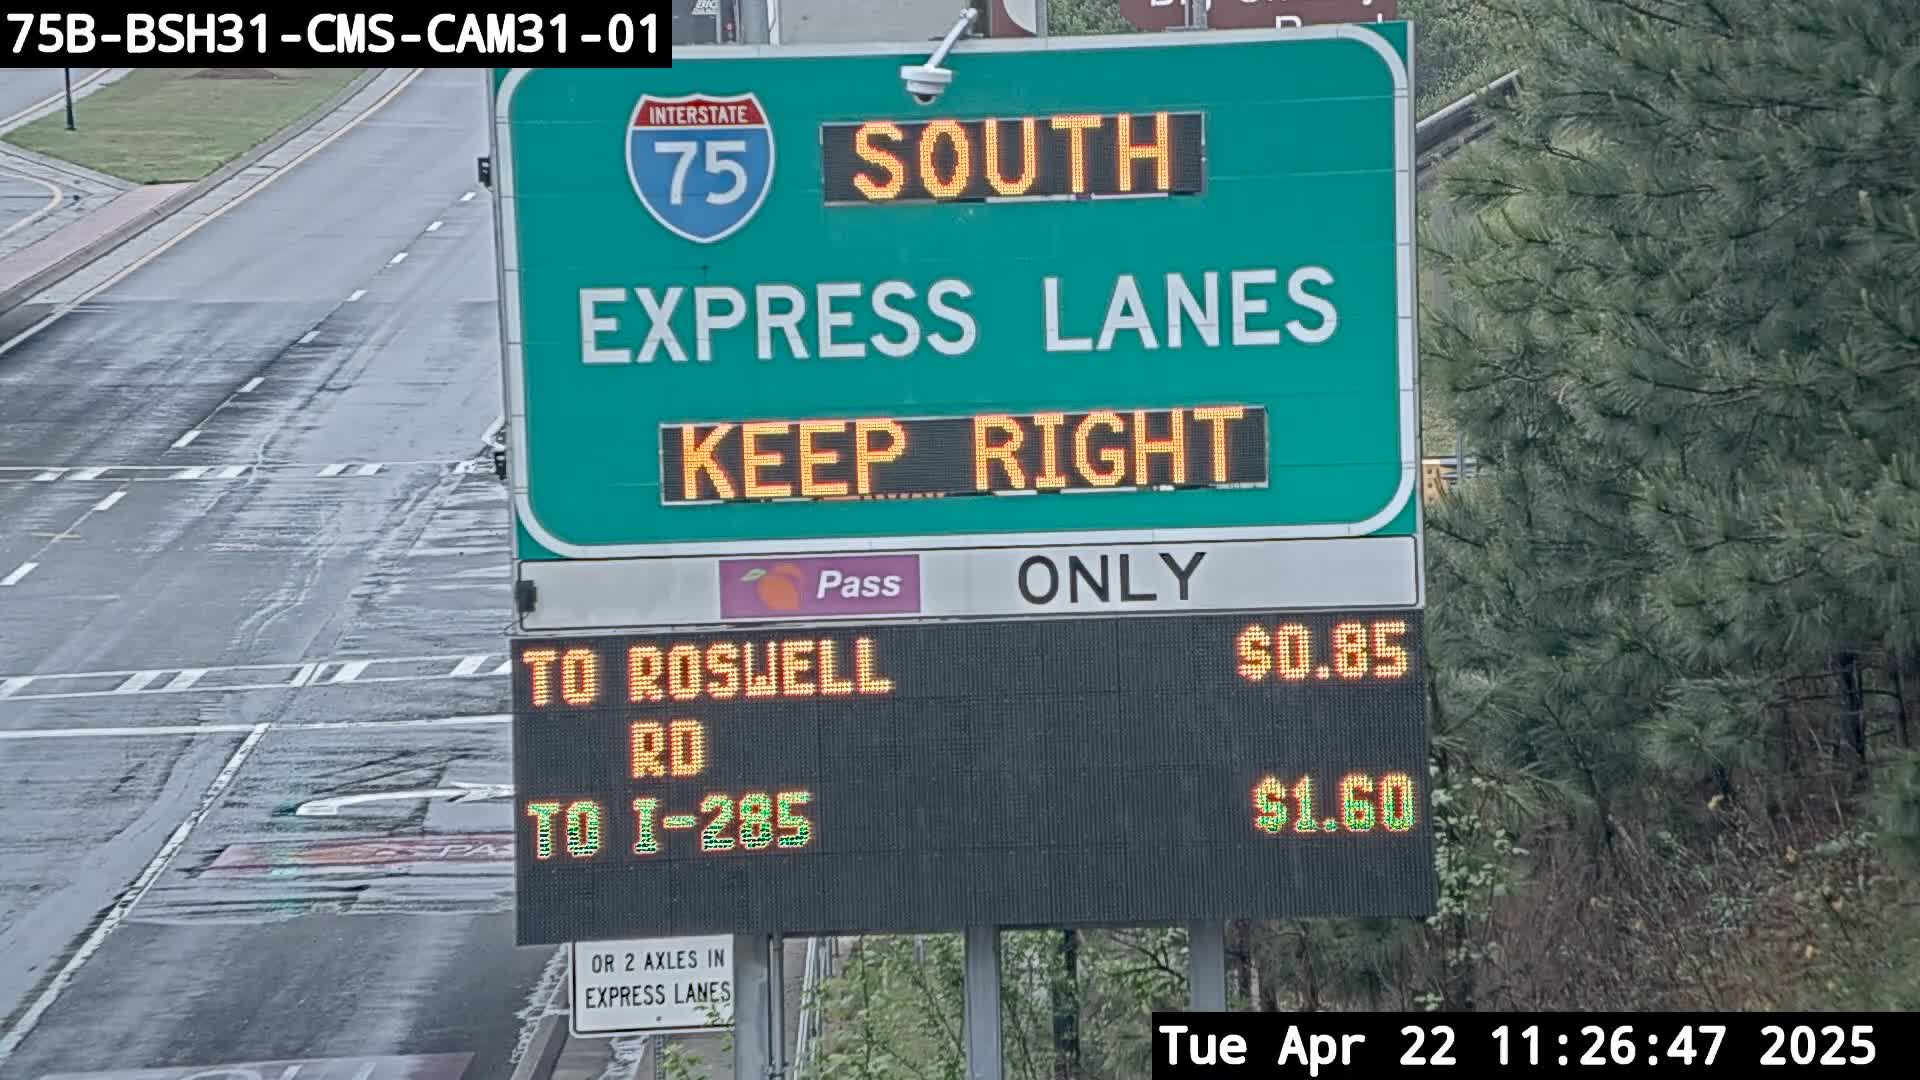 75B-BSH31-CMS-CAM31-01
INTERSTATE
75
SOUTH
EXPRESS LANES
KEEP RIGHT
Pass ONLY
TO ROSWELL $0.85
RD
TO I-285 $1.60
OR 2 AXLES IN
EXPRESS LANES
Tue Apr 22 11:26:47 2025